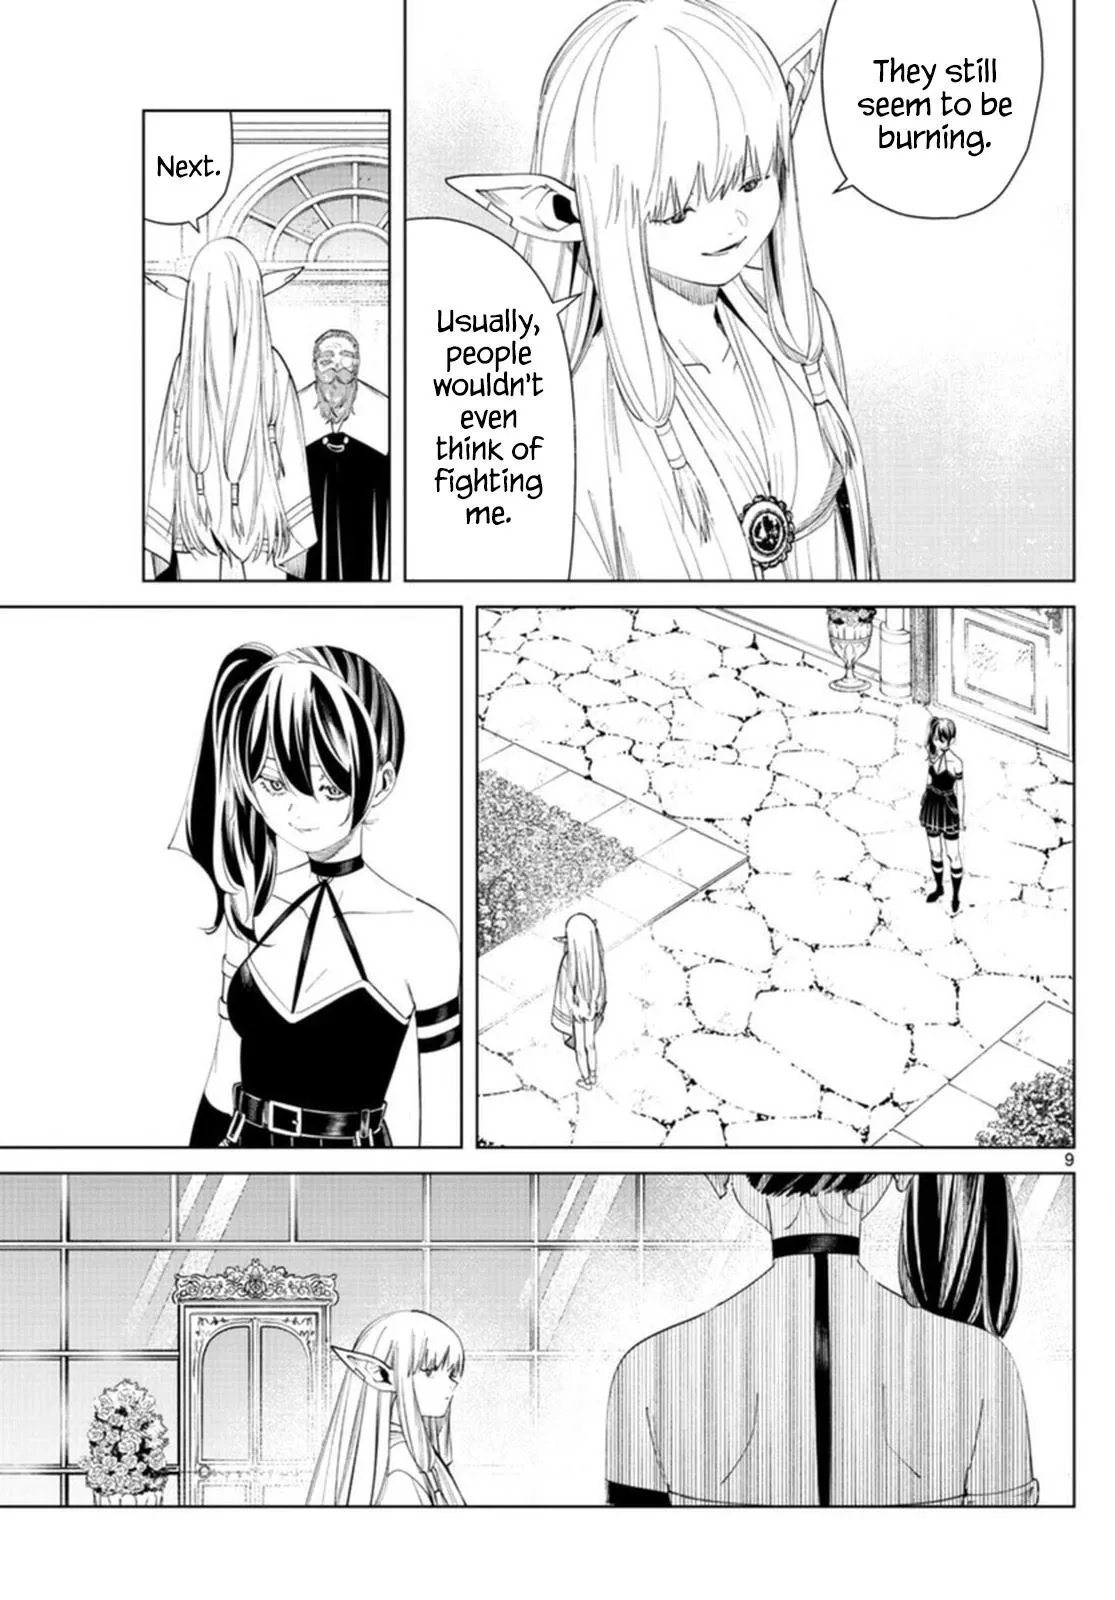 They still
seem to be
burning.
Usually,
people
wouldn't
even
think of
fighting
me.
Next.
9